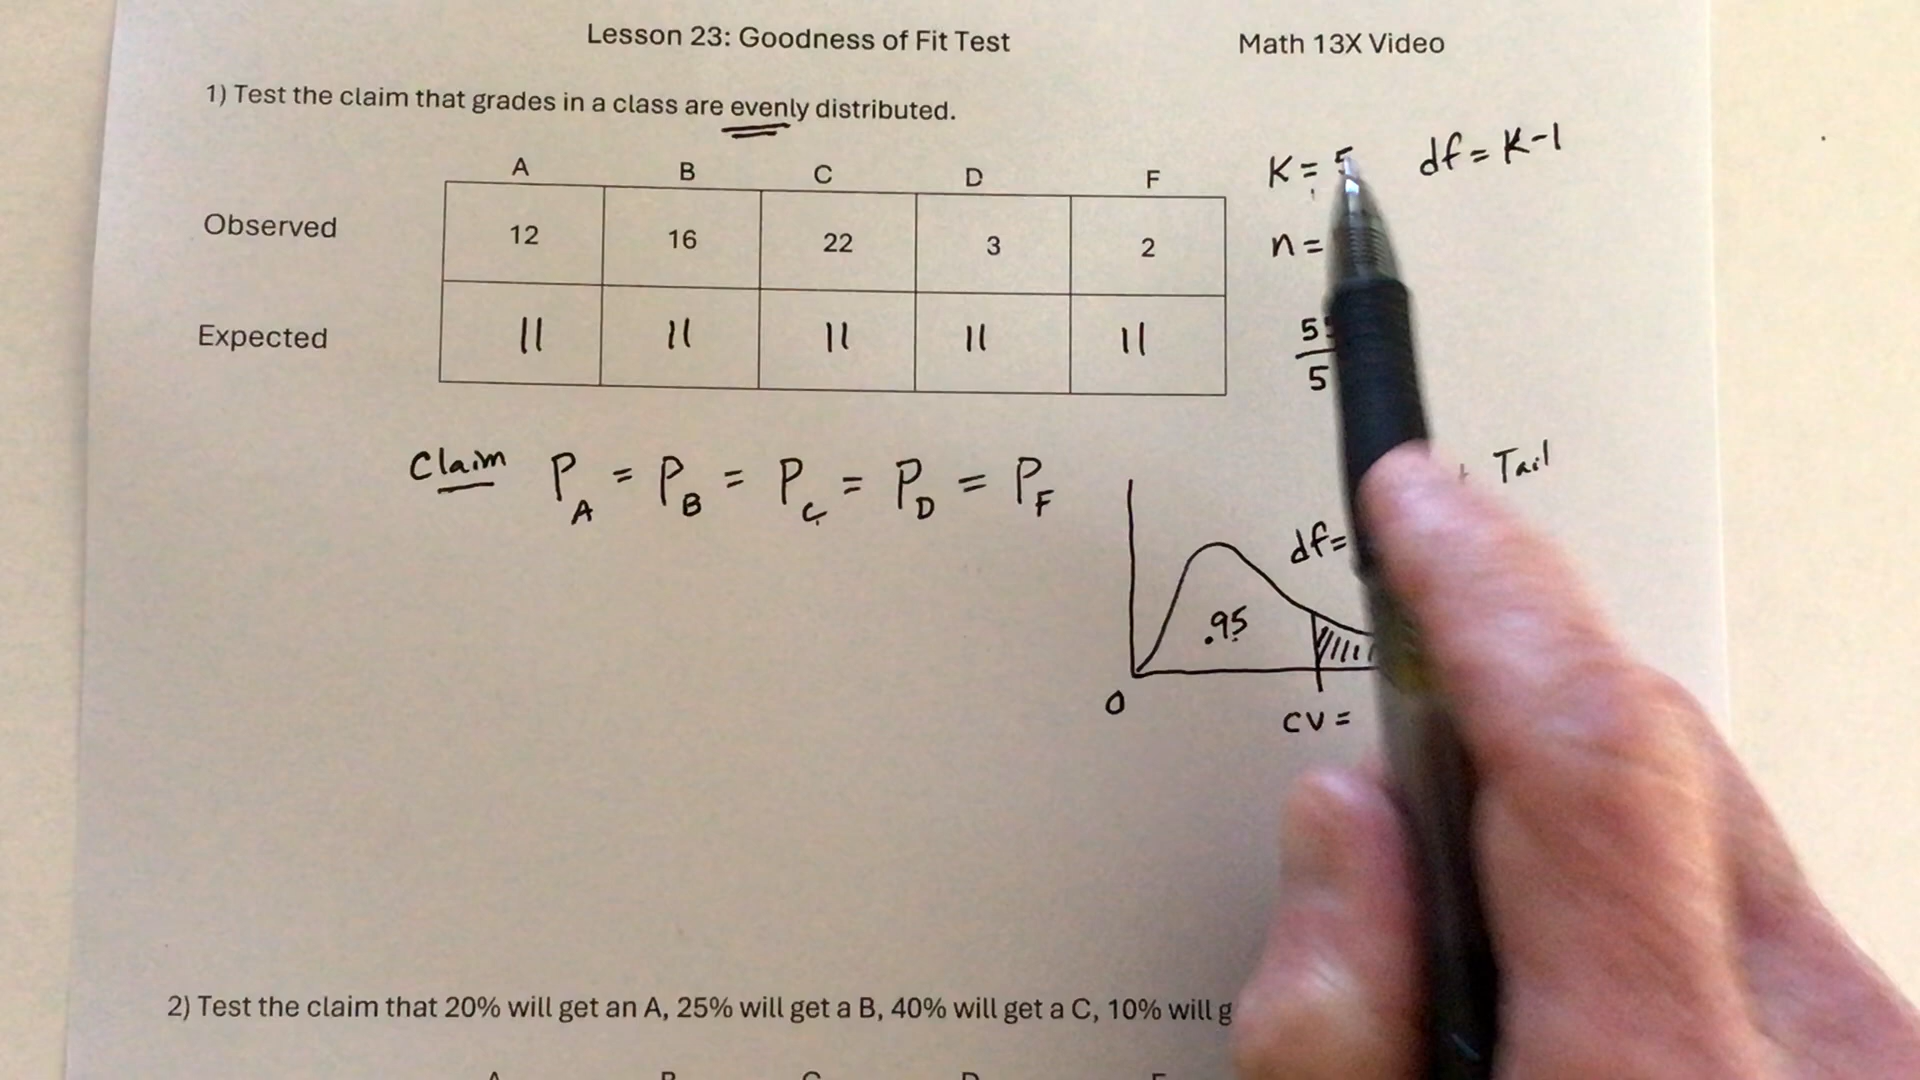 Lesson 23: Goodness of Fit Test Math 13X Video
1) Test the claim that grades in a class are evenly distributed.
A B C D F
K = 5 df = K-1
Observed 12 16 22 3 2
n =
Expected 11 11 11 11 11
5
5
Claim P_A = P_B = P_C = P_D = P_F
Tail
df=
.95
0
CV =
2) Test the claim that 20% will get an A, 25% will get a B, 40% will get a C, 10% will g